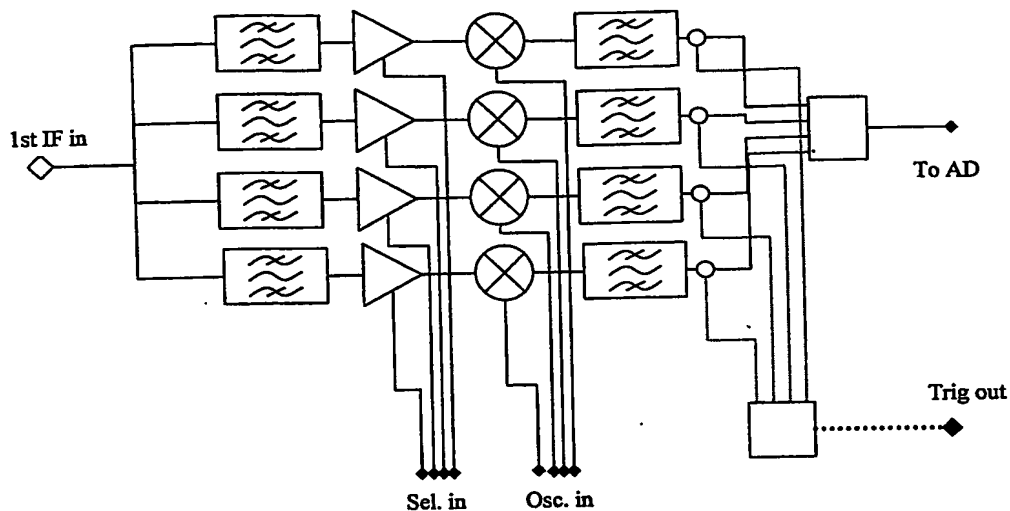 1st IF in
To AD
Trig out
Sel. in
Osc. in